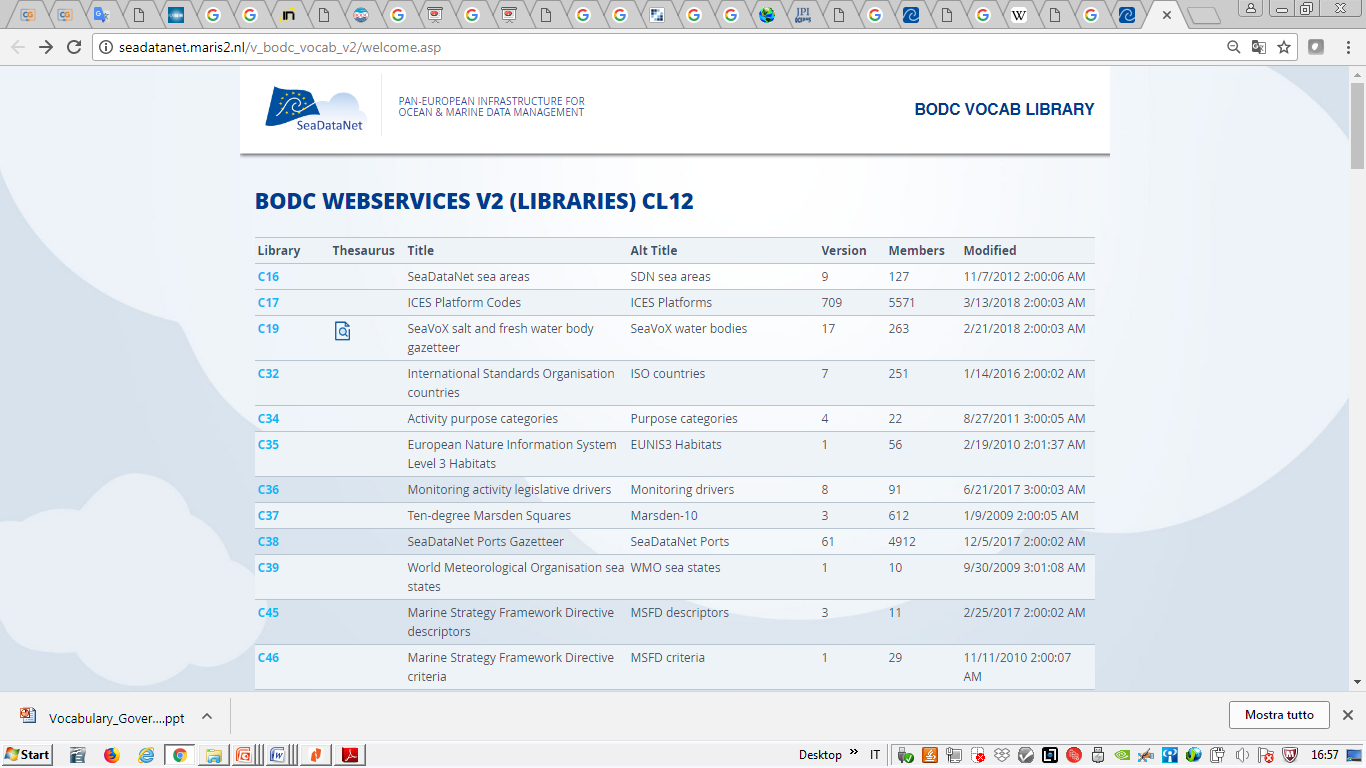 seadatanet.maris2.nl/v_bodc_vocab_v2/welcome.asp
SeaDataNet
PAN-EUROPEAN INFRASTRUCTURE FOR
OCEAN & MARINE DATA MANAGEMENT
BODC VOCAB LIBRARY
BODC WEBSERVICES V2 (LIBRARIES) CL12
Library Thesaurus Title Alt Title Version Members Modified
C16 SeaDataNet sea areas SDN sea areas 9 127 11/7/2012 2:00:06 AM
C17 ICES Platform Codes ICES Platforms 709 5571 3/13/2018 2:00:03 AM
C19 SeaVoX salt and fresh water body SeaVoX water bodies 17 263 2/21/2018 2:00:03 AM
gazetteer
C32 International Standards Organisation ISO countries 7 251 1/14/2016 2:00:02 AM
countries
C34 Activity purpose categories Purpose categories 4 22 8/27/2011 3:00:05 AM
C35 European Nature Information System EUNIS3 Habitats 1 56 2/19/2010 2:01:37 AM
Level 3 Habitats
C36 Monitoring activity legislative drivers Monitoring drivers 8 91 6/21/2017 3:00:03 AM
C37 Ten-degree Marsden Squares Marsden-10 3 612 1/9/2009 2:00:05 AM
C38 SeaDataNet Ports Gazetteer SeaDataNet Ports 61 4912 12/5/2017 2:00:02 AM
C39 World Meteorological Organisation sea WMO sea states 1 10 9/30/2009 3:01:08 AM
states
C45 Marine Strategy Framework Directive MSFD descriptors 3 11 2/25/2017 2:00:02 AM
descriptors
C46 Marine Strategy Framework Directive MSFD criteria 1 29 11/11/2010 2:00:07
criteria AM
Vocabulary_Gover....ppt Mostra tutto
Start Desktop » IT 16:57